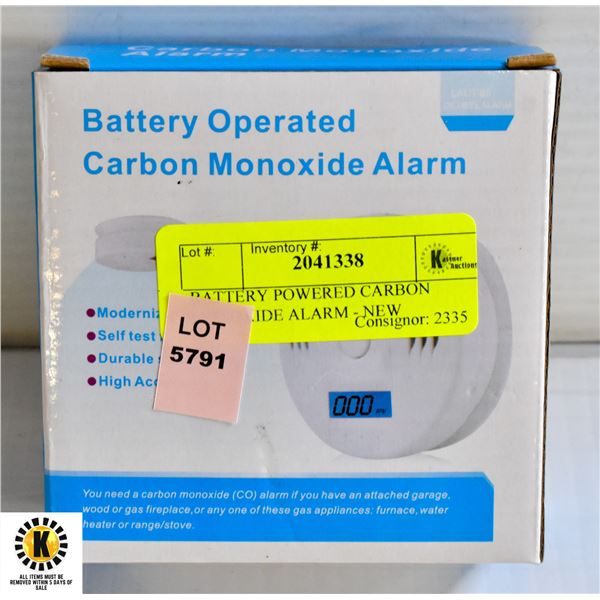 Carbon Monoxide
Alarm
Battery Operated
Carbon Monoxide Alarm
Lot #:
Inventory #:
2041338
Kastner
Auctions
BATTERY POWERED CARBON
IDE ALARM - NEW
Consignor: 2335
LOT
5791
Moderniz
Self test
Durable
High Acc
000
You need a carbon monoxide (CO) alarm if you have an attached garage,
wood or gas fireplace,or any one of these gas appliances: furnace,water
heater or range/stove.
K
ALL ITEMS MUST BE
REMOVED WITHIN 5 DAYS OF
SALE